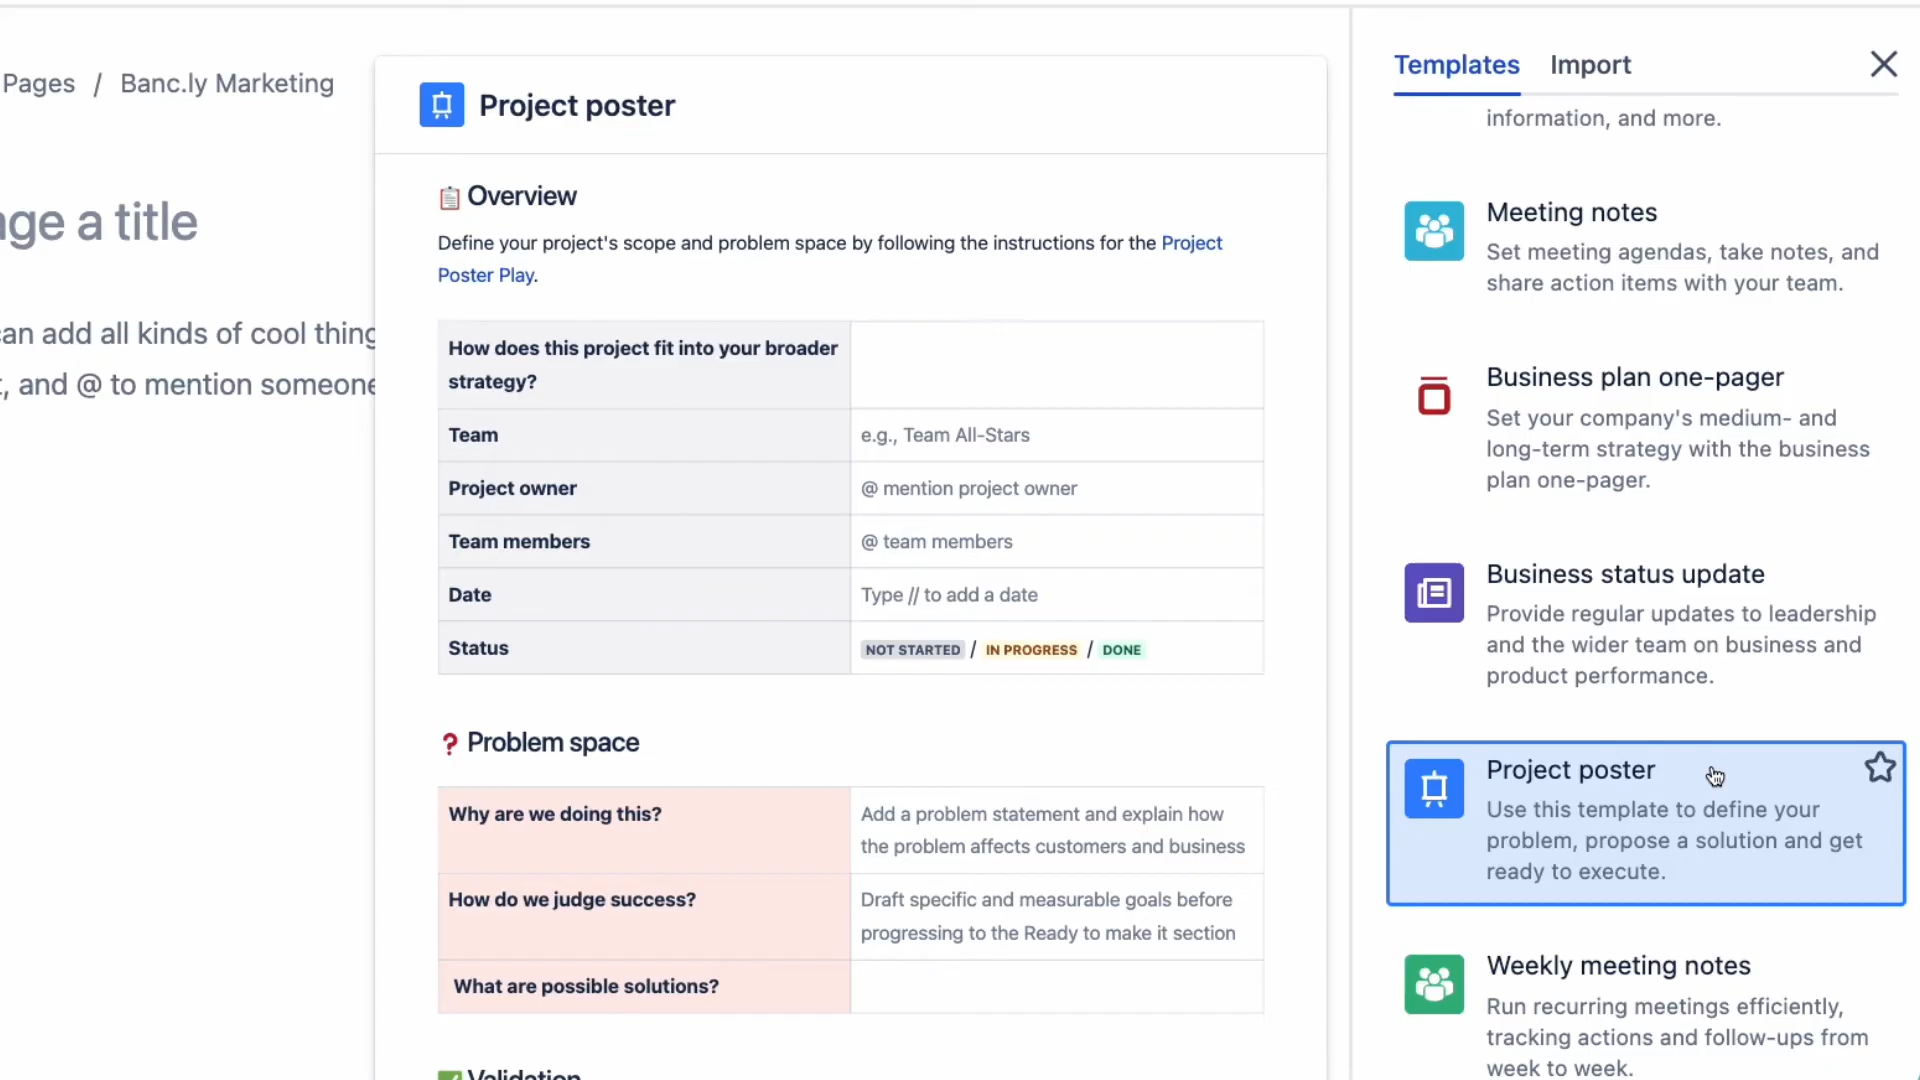 Pages / Banc.ly Marketing
age a title
can add all kinds of cool thing
, and @ to mention someone
Project poster
Overview
Define your project's scope and problem space by following the instructions for the Project
Poster Play.
How does this project fit into your broader
strategy?
Team
e.g., Team All-Stars
Project owner
@ mention project owner
Team members
@ team members
Date
Type // to add a date
Status
NOT STARTED / IN PROGRESS / DONE
Problem space
Why are we doing this?
Add a problem statement and explain how
the problem affects customers and business
How do we judge success?
Draft specific and measurable goals before
progressing to the Ready to make it section
What are possible solutions?
Validation
Templates Import
information, and more.
Meeting notes
Set meeting agendas, take notes, and
share action items with your team.
Business plan one-pager
Set your company's medium- and
long-term strategy with the business
plan one-pager.
Business status update
Provide regular updates to leadership
and the wider team on business and
product performance.
Project poster
Use this template to define your
problem, propose a solution and get
ready to execute.
Weekly meeting notes
Run recurring meetings efficiently,
tracking actions and follow-ups from
week to week.